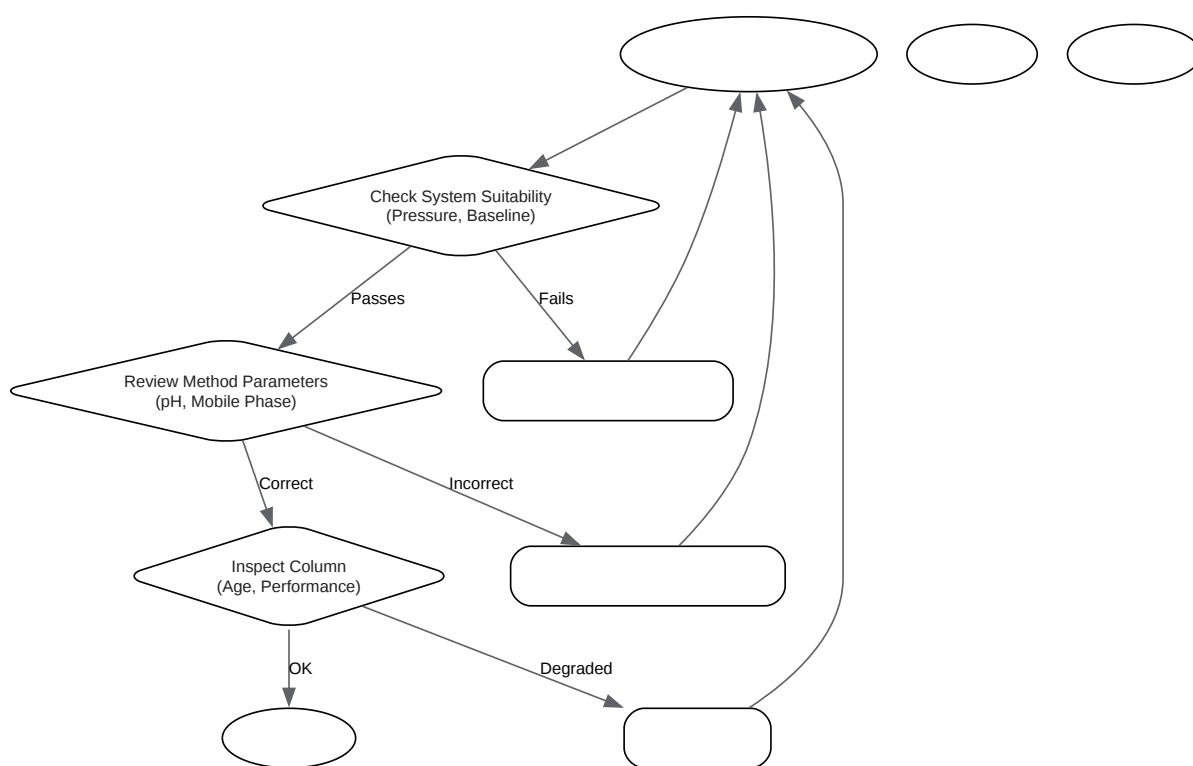 Check System Suitability
(Pressure, Baseline)
Passes
Fails
Review Method Parameters
(pH, Mobile Phase)
Correct
Incorrect
Inspect Column
(Age, Performance)
OK
Degraded